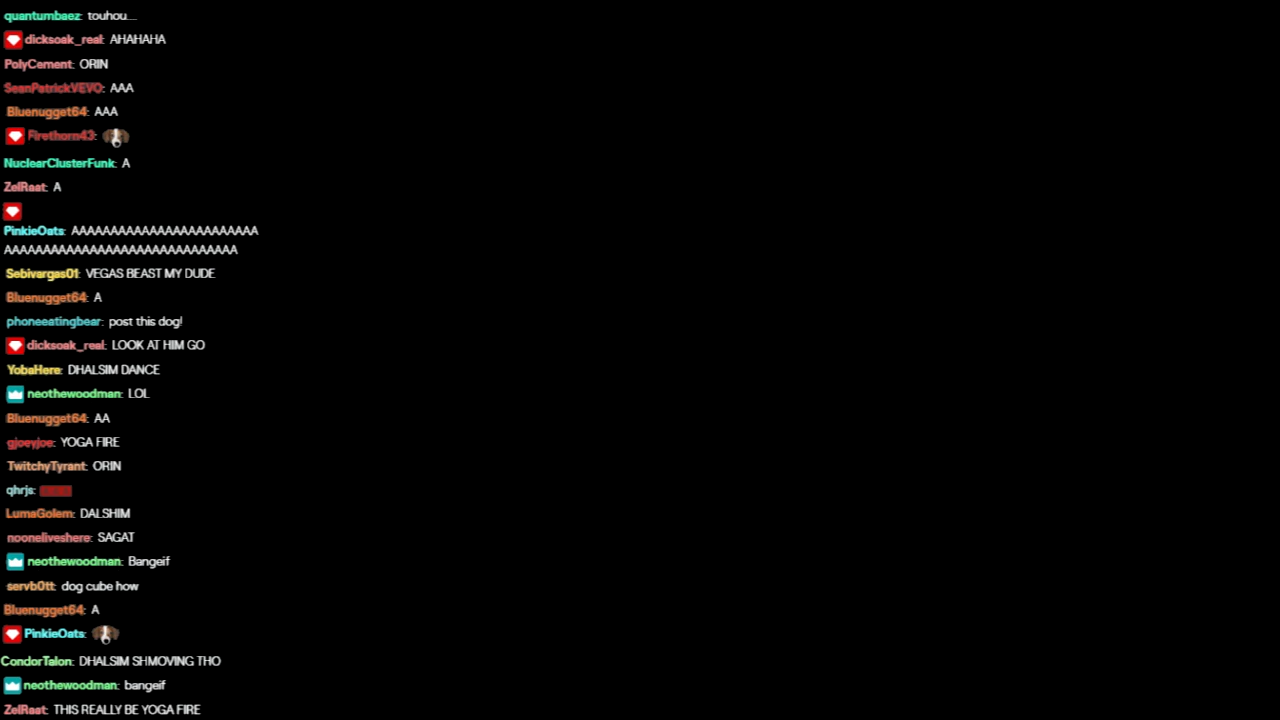 quantumbaez: touhou....
dicksoak_real: AHAHAHA
PolyCement: ORIN
SeanPatrickVEVO: AAA
Bluenugget64: AAA
Firethorn43:
NuclearClusterFunk: A
ZelRaat: A
PinkieOats: AAAAAAAAAAAAAAAAAAAAAAAA
AAAAAAAAAAAAAAAAAAAAAAAAAAAAAA
Sebivargas01: VEGAS BEAST MY DUDE
Bluenugget64: A
phoneeatingbear: post this dog!
dicksoak_real: LOOK AT HIM GO
YobaHere: DHALSIM DANCE
neothewoodman: LOL
Bluenugget64: AA
gjoeyjoe: YOGA FIRE
TwitchyTyrant: ORIN
qhrjs:
LumaGolem: DALSHIM
nooneliveshere: SAGAT
neothewoodman: Bangeif
servb0tt: dog cube how
Bluenugget64: A
PinkieOats:
CondorTalon: DHALSIM SHMOVING THO
neothewoodman: bangeif
ZelRaat: THIS REALLY BE YOGA FIRE